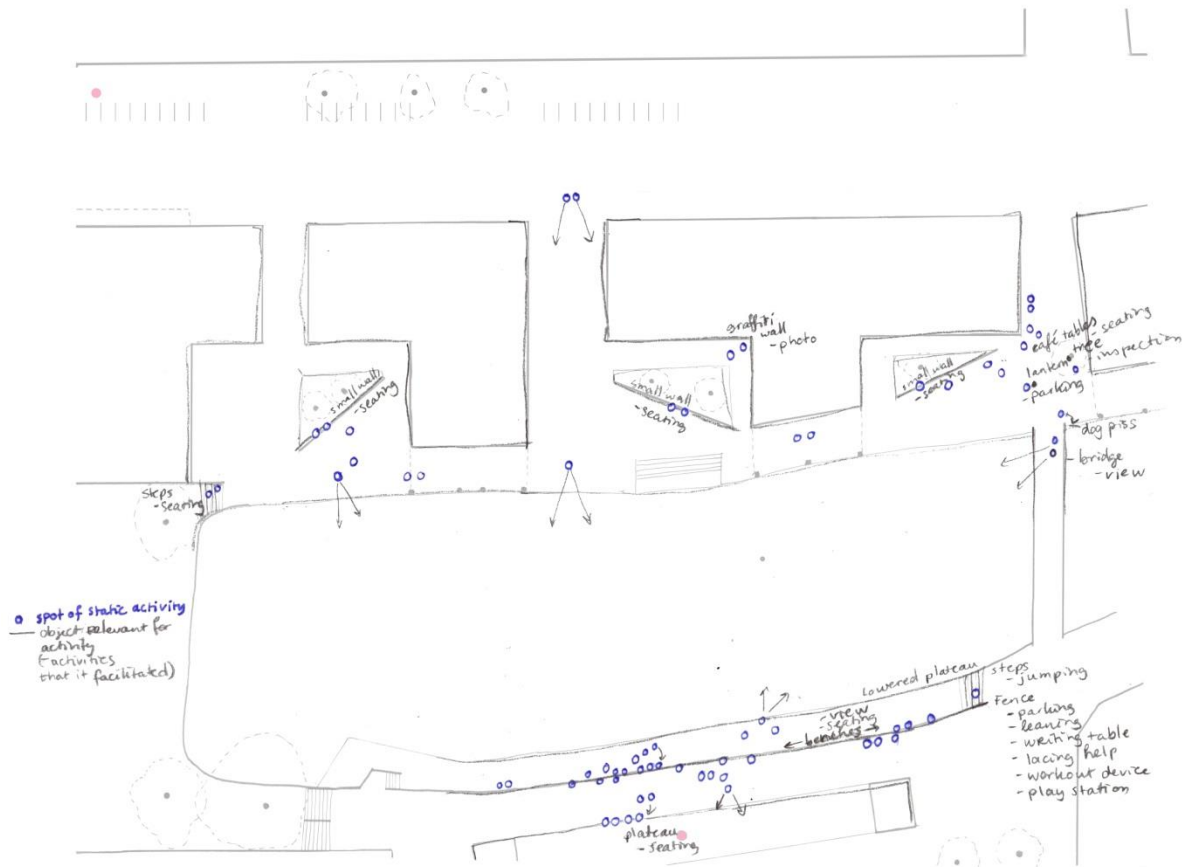 graffiti
wall
- photo
café tables
- seating
tree
- inspection
lantern
- parking
small wall
- seating
small wall
- seating
small wall
- seating
dog piss
bridge
- view
steps
- seating
spot of static activity
object relevant for
activity
(-activities
that it facilitated)
lowered plateau
steps
- jumping
Fence
- parking
- leaning
- writing table
- lacing help
- workout device
- play station
- view
- seating
benches
plateau
- seating